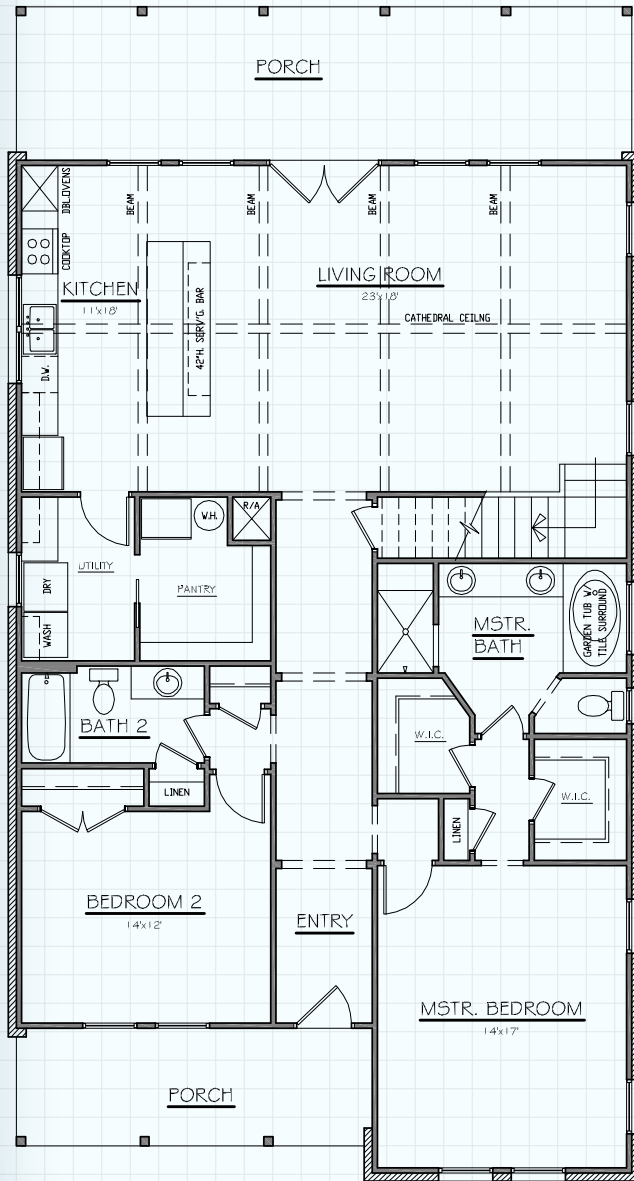 PORCH
DBLOVENS
BEAM
BEAM
BEAM
BEAM
COOKTOP
KITCHEN
11'x18'
LIVING ROOM
23'x18'
42"H. SERV'G. BAR
CATHEDRAL CEILNG
D.W.
R/A
W.H.
UTILITY
PANTRY
DRY
WASH
MSTR.
BATH
GARDEN TUB W/
TILE SURROUND
BATH 2
W.I.C.
LINEN
W.I.C.
LINEN
BEDROOM 2
14'x12'
ENTRY
MSTR. BEDROOM
14'x17'
PORCH